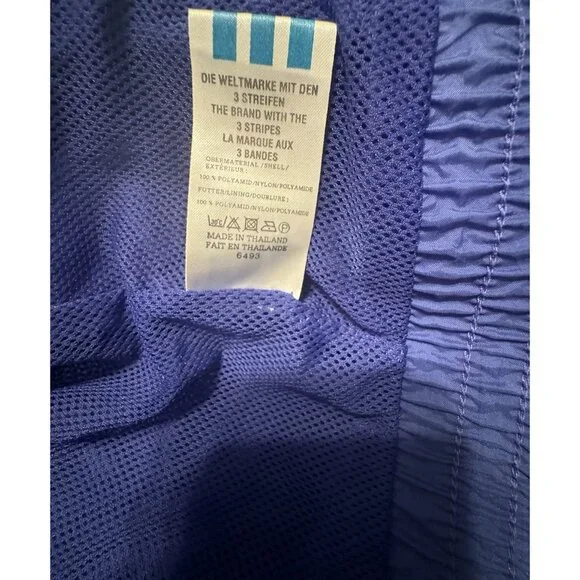 DIE WELTMARKE MIT DEN
3 STREIFEN
THE BRAND WITH THE
3 STRIPES
LA MARQUE AUX
3 BANDES
OBERMATERIAL/SHELL/
EXTÉRIEUR:
100 % POLYAMID/NYLON/POLYAMIDE
FUTTER/LINING/DOUBLURE:
100 % POLYAMID/NYLON/POLYAMIDE
MADE IN THAILAND
FAIT EN THAILANDE
6493